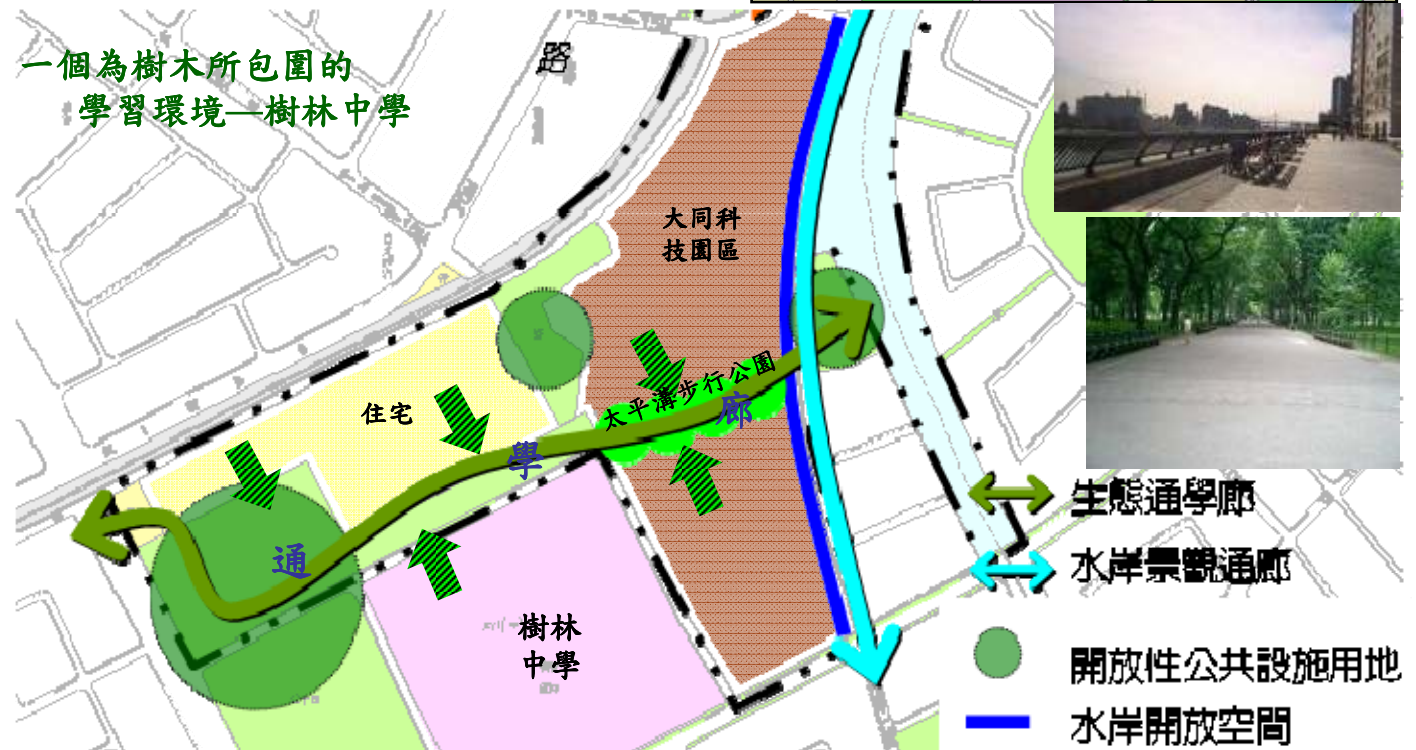 一個為樹木所包圍的
學習環境—樹林中學
路
大同科
技園區
住宅
太平溝步行公園
通
學
廊
樹林
中學
生態通學廊
水岸景觀通廊
開放性公共設施用地
水岸開放空間